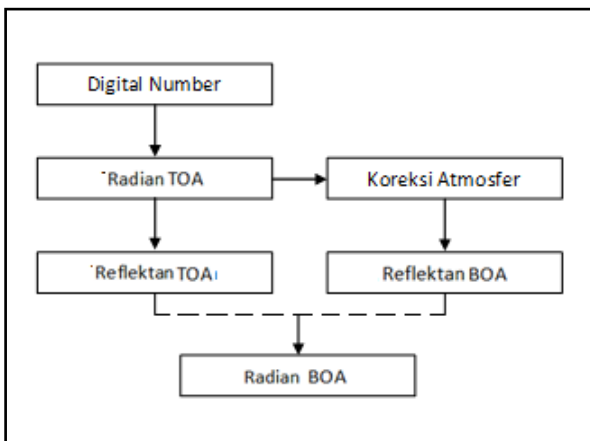 Digital Number
Radian TOA
Koreksi Atmosfer
Reflektan TOA
Reflektan BOA
Radian BOA